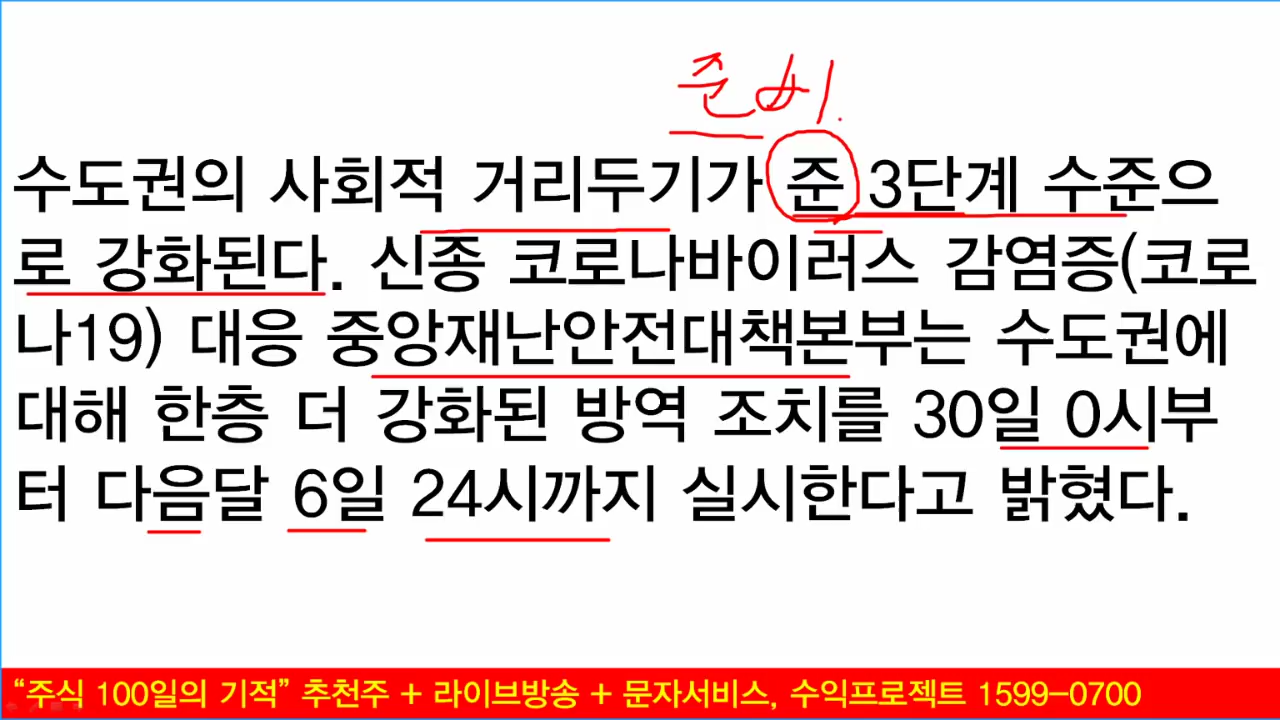 준비.
수도권의 사회적 거리두기가 준 3단계 수준으
로 강화된다. 신종 코로나바이러스 감염증(코로
나19) 대응 중앙재난안전대책본부는 수도권에
대해 한층 더 강화된 방역 조치를 30일 0시부
터 다음달 6일 24시까지 실시한다고 밝혔다.
“주식 100일의 기적” 추천주 + 라이브방송 + 문자서비스, 수익프로젝트 1599-0700